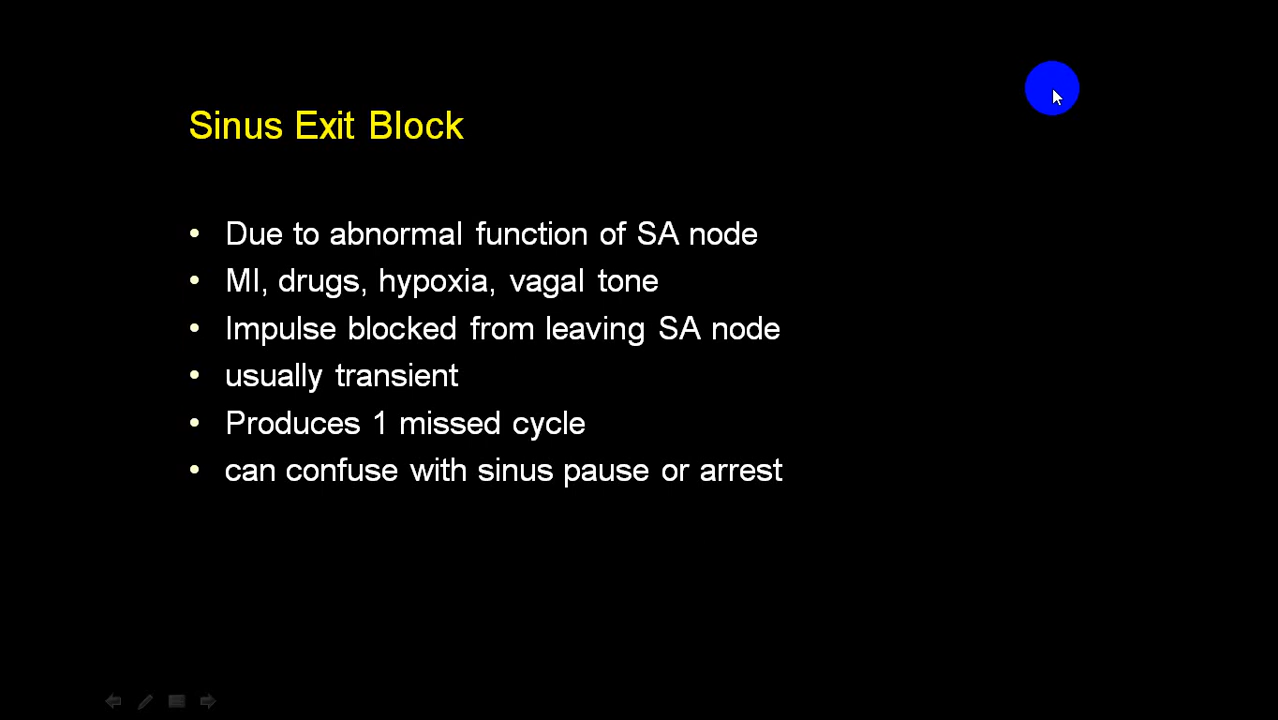 Sinus Exit Block
• Due to abnormal function of SA node
• MI, drugs, hypoxia, vagal tone
• Impulse blocked from leaving SA node
• usually transient
• Produces 1 missed cycle
• can confuse with sinus pause or arrest